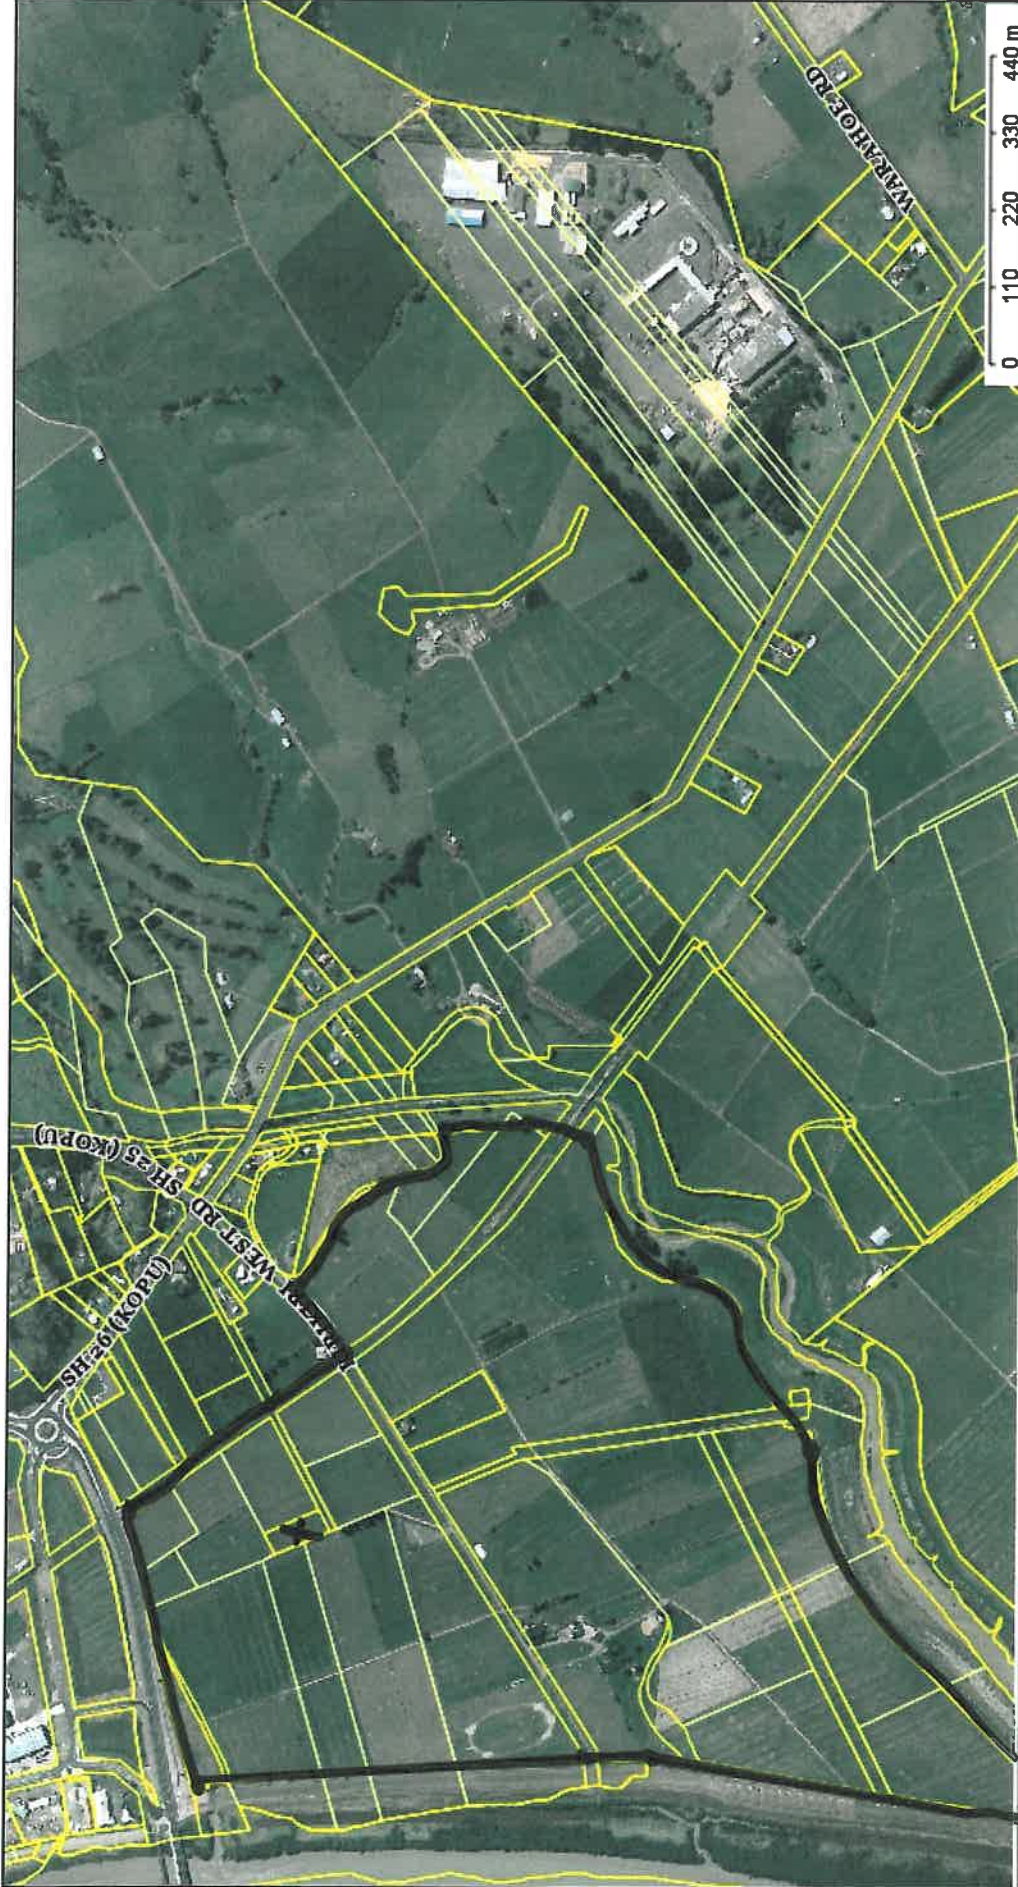 SH 25 (KOPU)
SH 26 (KOPU)
WEST RD
WARAHOE RD
0 110 220 330 440 m
X